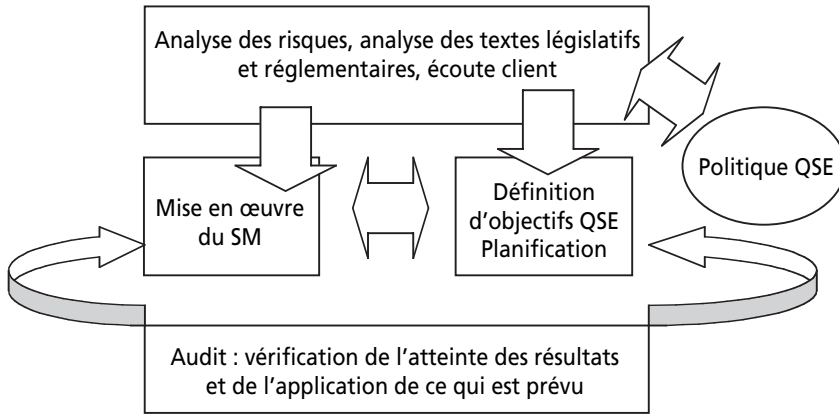 Analyse des risques, analyse des textes législatifs
et réglementaires, écoute client
Politique QSE
Mise en œuvre
du SM
Définition
d'objectifs QSE
Planification
Audit : vérification de l’atteinte des résultats
et de l’application de ce qui est prévu